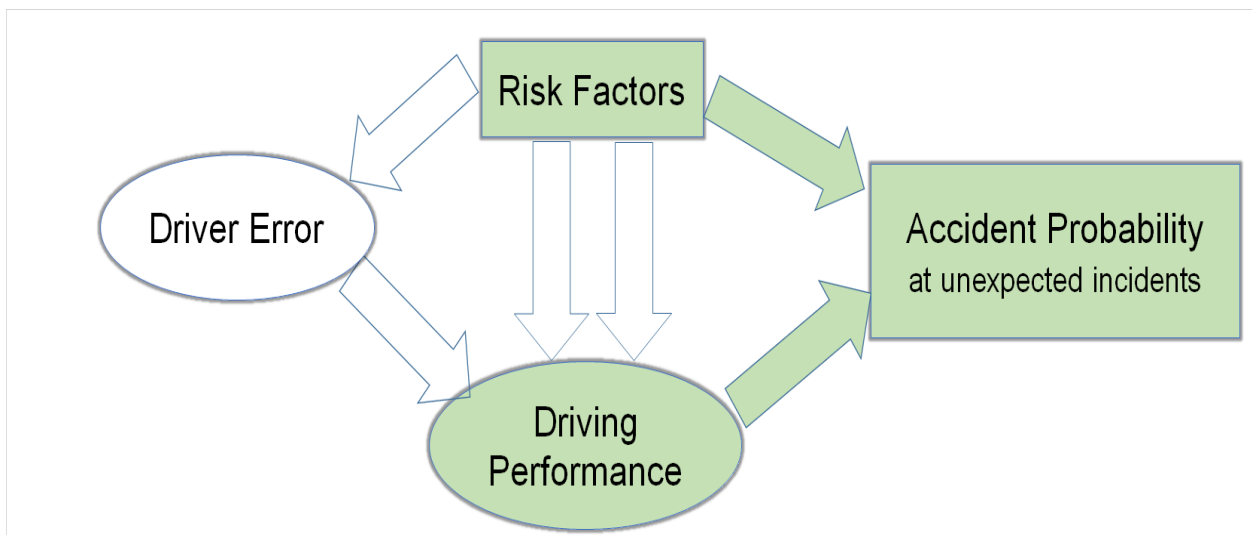 Risk Factors
Driver Error
Accident Probability
at unexpected incidents
Driving
Performance